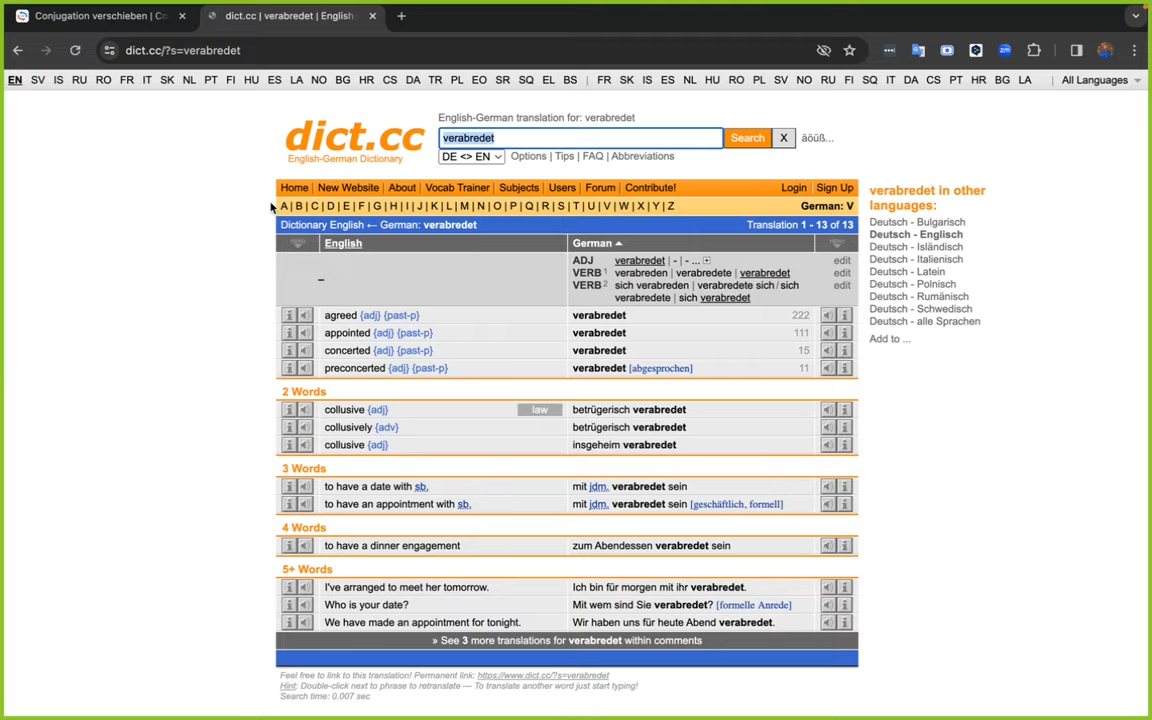 Conjugation verschieben | Co
dict.cc | verabredet | English
dict.cc/?s=verabredet
EN SV IS RU RO FR IT SK NL PT FI HU ES LA NO BG HR CS DA TR PL EO SR SQ EL BS | FR SK IS ES NL HU RO PL SV NO RU FI SQ IT DA CS PT HR BG LA | All Languages
English-German translation for: verabredet
dict.cc
English-German Dictionary
verabredet Search X äöüß...
DE <> EN Options | Tips | FAQ | Abbreviations
Home | New Website | About | Vocab Trainer | Subjects | Users | Forum | Contribute! Login | Sign Up
A | B | C | D | E | F | G | H | I | J | K | L | M | N | O | P | Q | R | S | T | U | V | W | X | Y | Z German: V
Dictionary English ← German: verabredet Translation 1 - 13 of 13
English German
– ADJ verabredet | - | - ... edit
VERB1 verabreden | verabredete | verabredet edit
VERB2 sich verabreden | verabredete sich / sich edit
verabredete | sich verabredet
agreed {adj} {past-p} verabredet 222
appointed {adj} {past-p} verabredet 111
concerted {adj} {past-p} verabredet 15
preconcerted {adj} {past-p} verabredet [abgesprochen] 11
2 Words
collusive {adj} law betrügerisch verabredet
collusively {adv} betrügerisch verabredet
collusive {adj} insgeheim verabredet
3 Words
to have a date with sb. mit jdm. verabredet sein
to have an appointment with sb. mit jdm. verabredet sein [geschäftlich, formell]
4 Words
to have a dinner engagement zum Abendessen verabredet sein
5+ Words
I've arranged to meet her tomorrow. Ich bin für morgen mit ihr verabredet.
Who is your date? Mit wem sind Sie verabredet? [formelle Anrede]
We have made an appointment for tonight. Wir haben uns für heute Abend verabredet.
» See 3 more translations for verabredet within comments
Feel free to link to this translation! Permanent link: https://www.dict.cc/?s=verabredet
Hint: Double-click next to phrase to retranslate — To translate another word just start typing!
Search time: 0.007 sec
verabredet in other
languages:
Deutsch - Bulgarisch
Deutsch - Englisch
Deutsch - Isländisch
Deutsch - Italienisch
Deutsch - Latein
Deutsch - Polnisch
Deutsch - Rumänisch
Deutsch - Schwedisch
Deutsch - alle Sprachen
Add to ...